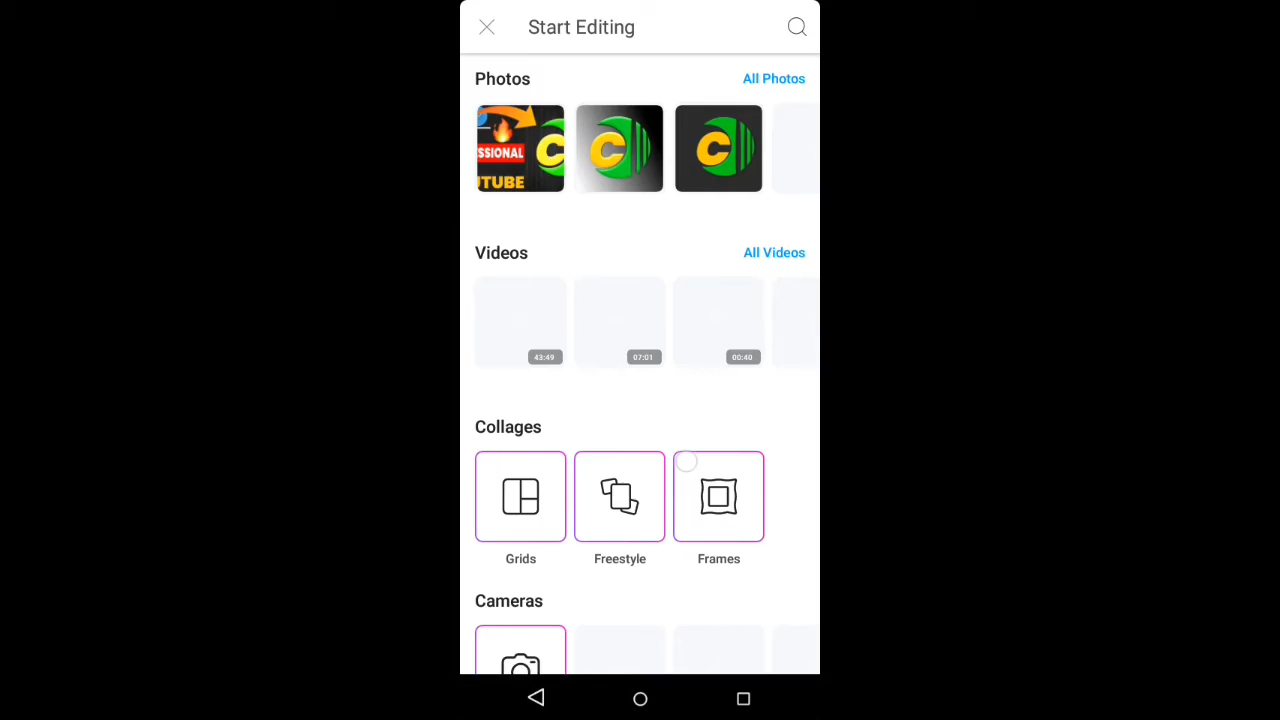 Start Editing
Photos
All Photos
SSIONAL
UTUBE
C
C
C
Videos
All Videos
43:49
07:01
00:40
Collages
Grids
Freestyle
Frames
Cameras